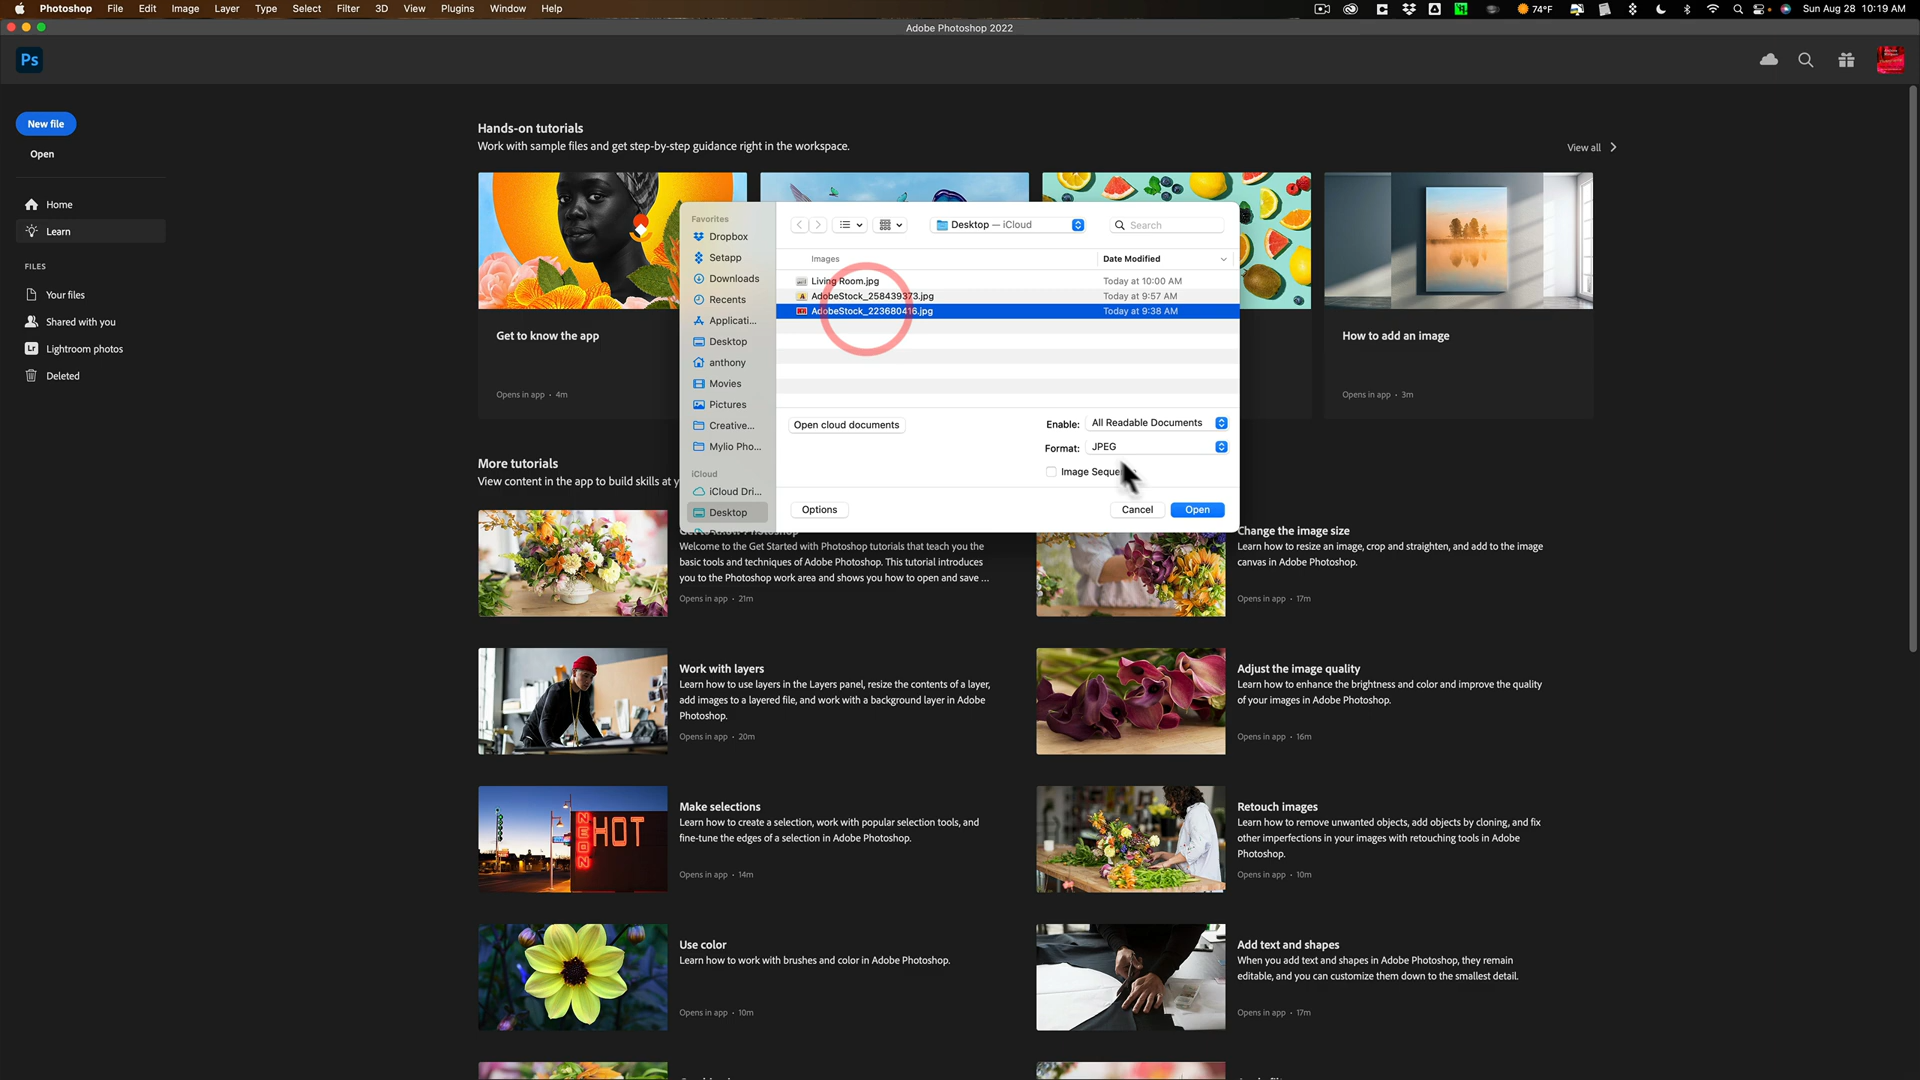 Photoshop File Edit Image Layer Type Select Filter 3D View Plugins Window Help
74°F
Sun Aug 28 10:19 AM
Adobe Photoshop 2022
Ps
New file
Open
Home
Learn
FILES
Your files
Shared with you
Lr Lightroom photos
Deleted
Hands-on tutorials
Work with sample files and get step-by-step guidance right in the workspace.
View all
Get to know the app
Opens in app • 4m
How to add an image
Opens in app • 3m
Favorites
Dropbox
Setapp
Downloads
Recents
Applicati...
Desktop
anthony
Movies
Pictures
Creative...
Mylio Pho...
iCloud
iCloud Dri...
Desktop
Desktop — iCloud
Search
Images
Date Modified
Living Room.jpg
Today at 10:00 AM
AdobeStock_258439373.jpg
Today at 9:57 AM
AdobeStock_223680416.jpg
Today at 9:38 AM
Open cloud documents
Enable: All Readable Documents
Format: JPEG
Image Seque
Options
Cancel
Open
More tutorials
View content in the app to build skills at y
Welcome to the Get Started with Photoshop tutorials that teach you the
basic tools and techniques of Adobe Photoshop. This tutorial introduces
you to the Photoshop work area and shows you how to open and save ...
Opens in app • 21m
Change the image size
Learn how to resize an image, crop and straighten, and add to the image
canvas in Adobe Photoshop.
Opens in app • 17m
Work with layers
Learn how to use layers in the Layers panel, resize the contents of a layer,
add images to a layered file, and work with a background layer in Adobe
Photoshop.
Opens in app • 20m
Adjust the image quality
Learn how to enhance the brightness and color and improve the quality
of your images in Adobe Photoshop.
Opens in app • 16m
NEON
HOT
Make selections
Learn how to create a selection, work with popular selection tools, and
fine-tune the edges of a selection in Adobe Photoshop.
Opens in app • 14m
Retouch images
Learn how to remove unwanted objects, add objects by cloning, and fix
other imperfections in your images with retouching tools in Adobe
Photoshop.
Opens in app • 10m
Use color
Learn how to work with brushes and color in Adobe Photoshop.
Opens in app • 10m
Add text and shapes
When you add text and shapes in Adobe Photoshop, they remain
editable, and you can customize them down to the smallest detail.
Opens in app • 17m